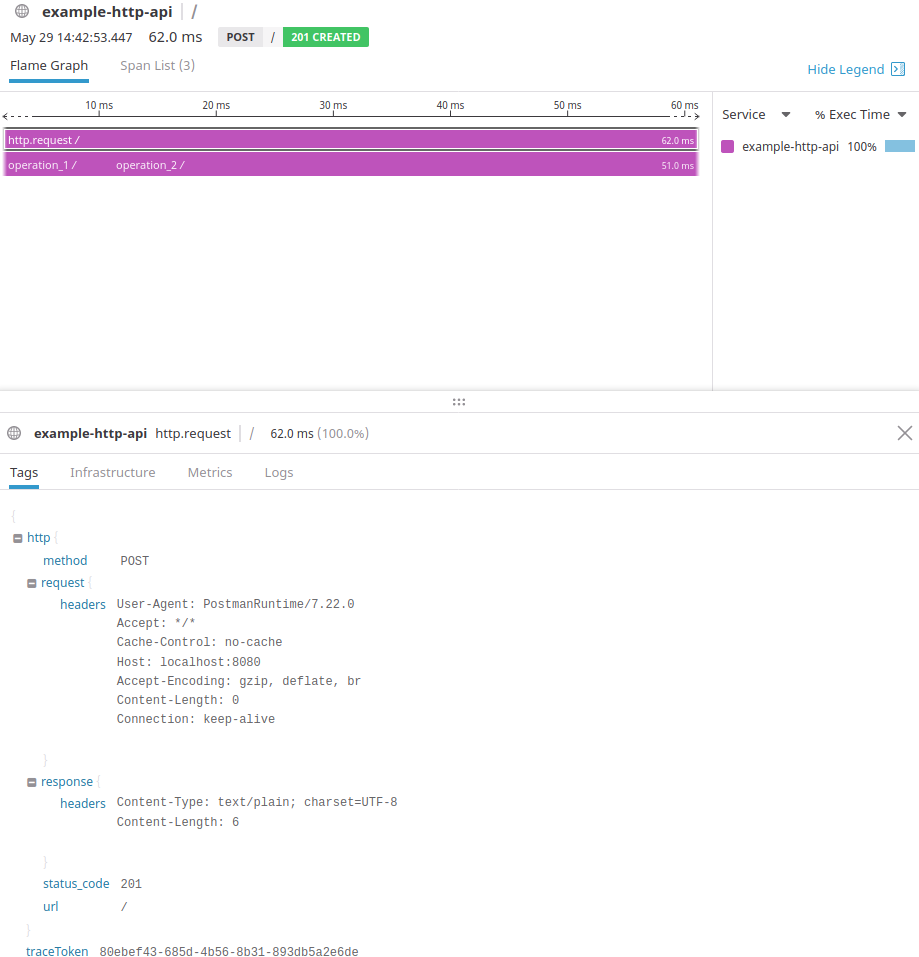 example-http-api /
May 29 14:42:53.447 62.0 ms POST / 201 CREATED
Flame Graph Span List (3)
Hide Legend
10 ms 20 ms 30 ms 40 ms 50 ms 60 ms
Service % Exec Time
http.request / 62.0 ms
example-http-api 100%
operation_1 / operation_2 / 51.0 ms
example-http-api http.request / 62.0 ms (100.0%)
Tags Infrastructure Metrics Logs
{
http {
method POST
request {
headers User-Agent: PostmanRuntime/7.22.0
Accept: */*
Cache-Control: no-cache
Host: localhost:8080
Accept-Encoding: gzip, deflate, br
Content-Length: 0
Connection: keep-alive
}
response {
headers Content-Type: text/plain; charset=UTF-8
Content-Length: 6
}
status_code 201
url /
}
traceToken 80ebef43-685d-4b56-8b31-893db5a2e6de